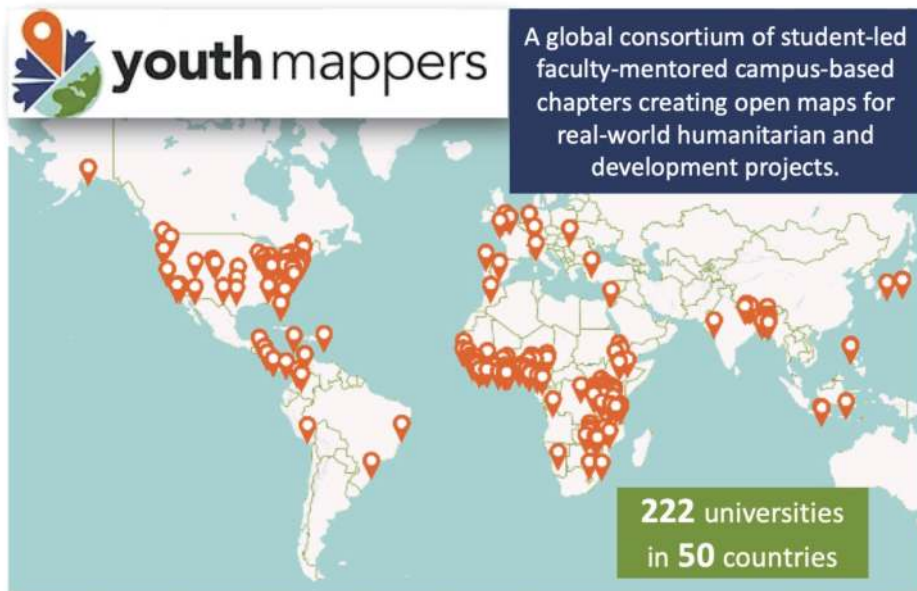 youthmappers
A global consortium of student-led
faculty-mentored campus-based
chapters creating open maps for
real-world humanitarian and
development projects.
222 universities
in 50 countries